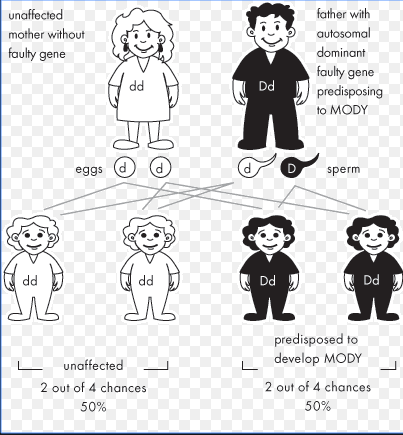 unaffected
mother without
faulty gene
father with
autosomal
dominant
faulty gene
predisposing
to MODY
dd
Dd
eggs d d d D sperm
dd dd Dd Dd
unaffected
2 out of 4 chances
50%
predisposed to
develop MODY
2 out of 4 chances
50%